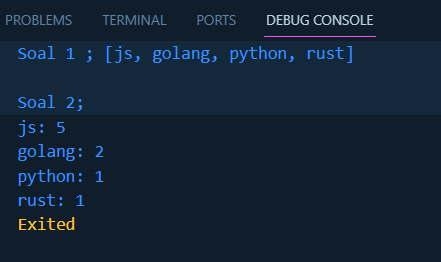 PROBLEMS TERMINAL PORTS DEBUG CONSOLE
Soal 1 ; [js, golang, python, rust]
Soal 2;
js: 5
golang: 2
python: 1
rust: 1
Exited